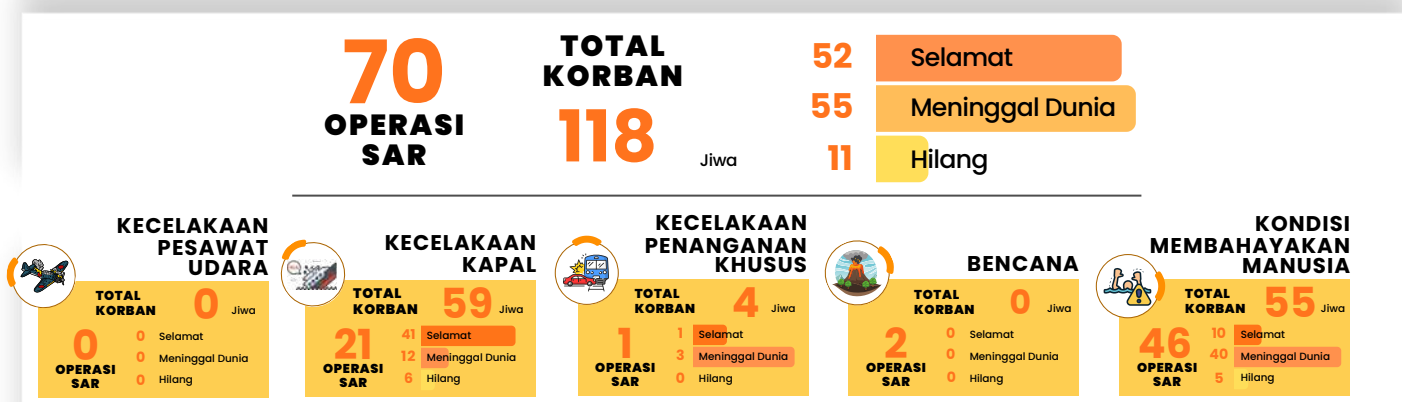 70
OPERASI
SAR
TOTAL
KORBAN
118
Jiwa
52 Selamat
55 Meninggal Dunia
11 Hilang
KECELAKAAN
PESAWAT
UDARA
TOTAL
KORBAN
0 Jiwa
0
OPERASI
SAR
0 Selamat
0 Meninggal Dunia
0 Hilang
KECELAKAAN
KAPAL
TOTAL
KORBAN
59 Jiwa
21
OPERASI
SAR
41 Selamat
12 Meninggal Dunia
6 Hilang
KECELAKAAN
PENANGANAN
KHUSUS
TOTAL
KORBAN
4 Jiwa
1
OPERASI
SAR
1 Selamat
3 Meninggal Dunia
0 Hilang
BENCANA
TOTAL
KORBAN
0 Jiwa
2
OPERASI
SAR
0 Selamat
0 Meninggal Dunia
0 Hilang
KONDISI
MEMBAHAYAKAN
MANUSIA
TOTAL
KORBAN
55 Jiwa
46
OPERASI
SAR
10 Selamat
40 Meninggal Dunia
5 Hilang